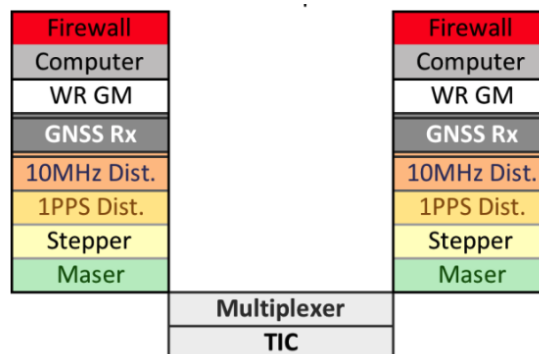 Firewall
Computer
WR GM
GNSS Rx
10MHz Dist.
1PPS Dist.
Stepper
Maser
Firewall
Computer
WR GM
GNSS Rx
10MHz Dist.
1PPS Dist.
Stepper
Maser
Multiplexer
TIC